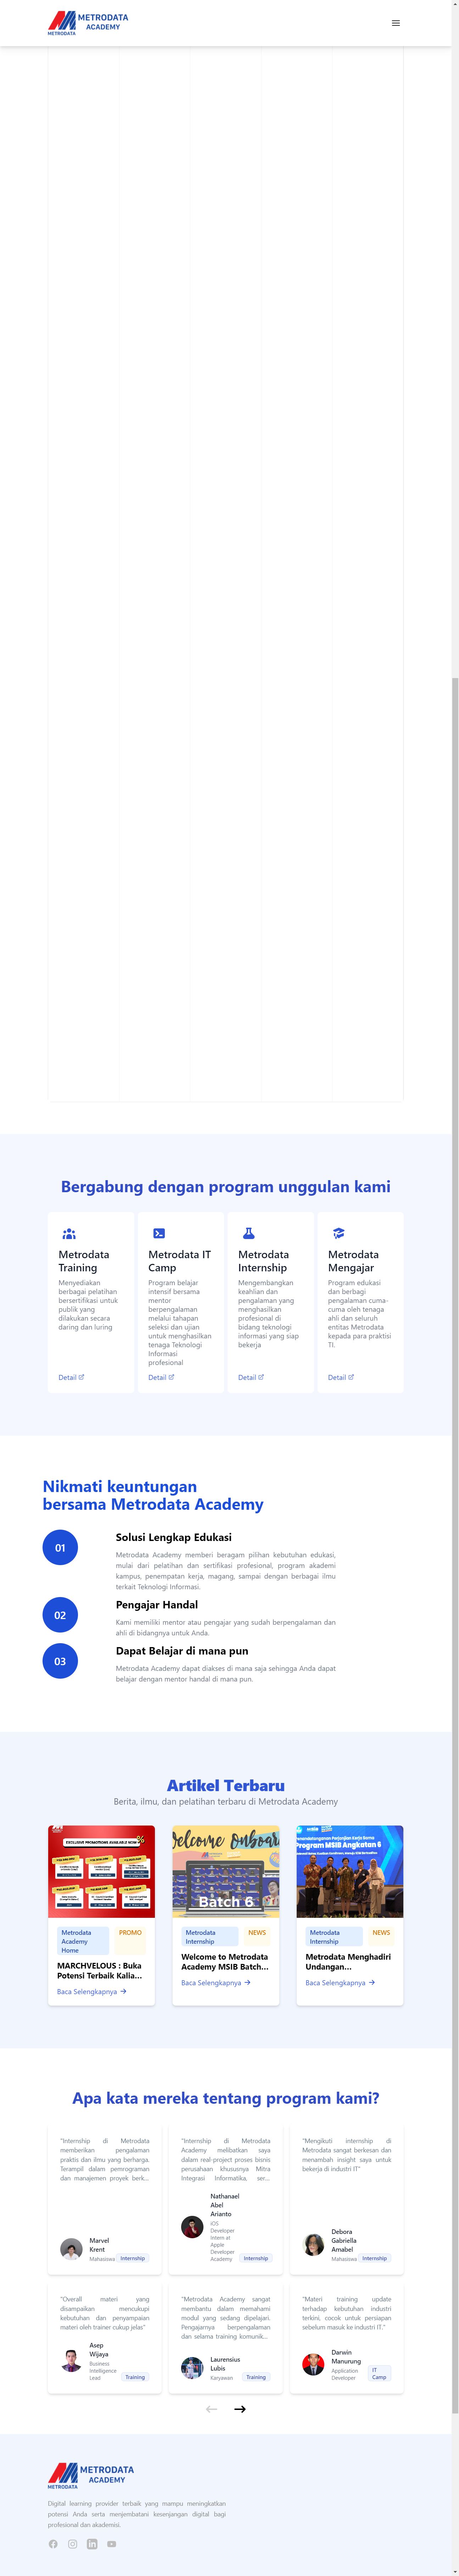 METRODATA
ACADEMY
METRODATA
Bergabung dengan program unggulan kami
Metrodata
Training
Menyediakan
berbagai pelatihan
bersertifikasi untuk
publik yang
dilakukan secara
daring dan luring
Detail
Metrodata IT
Camp
Program belajar
intensif bersama
mentor
berpengalaman
melalui tahapan
seleksi dan ujian
untuk menghasilkan
tenaga Teknologi
Informasi
profesional
Detail
Metrodata
Internship
Mengembangkan
keahlian dan
pengalaman yang
menghasilkan
profesional di
bidang teknologi
informasi yang siap
bekerja
Detail
Metrodata
Mengajar
Program edukasi
dan berbagi
pengalaman cuma-
cuma oleh tenaga
ahli dan seluruh
entitas Metrodata
kepada para praktisi
TI.
Detail
Nikmati keuntungan
bersama Metrodata Academy
01
Solusi Lengkap Edukasi
Metrodata Academy memberi beragam pilihan kebutuhan edukasi,
mulai dari pelatihan dan sertifikasi profesional, program akademi
kampus, penempatan kerja, magang, sampai dengan berbagai ilmu
terkait Teknologi Informasi.
02
Pengajar Handal
Kami memiliki mentor atau pengajar yang sudah berpengalaman dan
ahli di bidangnya untuk Anda.
03
Dapat Belajar di mana pun
Metrodata Academy dapat diakses di mana saja sehingga Anda dapat
belajar dengan mentor handal di mana pun.
Artikel Terbaru
Berita, ilmu, dan pelatihan terbaru di Metrodata Academy
EXCLUSIVE PROMOTIONS AVAILABLE NOW
%
Metrodata
Academy
Home
PROMO
MARCHVELOUS : Buka
Potensi Terbaik Kalia...
Baca Selengkapnya
Welcome Onboard
Batch 6
Metrodata
Internship
NEWS
Welcome to Metrodata
Academy MSIB Batch...
Baca Selengkapnya
Penandatanganan Perjanjian Kerja Sama
Program MSIB Angkatan 6
Metrodata
Internship
NEWS
Metrodata Menghadiri
Undangan...
Baca Selengkapnya
Apa kata mereka tentang program kami?
"Internship di Metrodata
memberikan pengalaman
praktis dan ilmu yang berharga.
Terampil dalam pemrograman
dan manajemen proyek berk...
Marvel
Krent
Mahasiswa
Internship
"Internship di Metrodata
Academy melibatkan saya
dalam real-project proses bisnis
perusahaan khususnya Mitra
Integrasi Informatika, ser...
Nathanael
Abel
Arianto
iOS
Developer
Intern at
Apple
Developer
Academy
Internship
"Mengikuti internship di
Metrodata sangat berkesan dan
menambah insight saya untuk
bekerja di industri IT"
Debora
Gabriella
Amabel
Mahasiswa
Internship
"Overall materi yang
disampaikan mencukupi
kebutuhan dan penyampaian
materi oleh trainer cukup jelas"
Asep
Wijaya
Business
Intelligence
Lead
Training
"Metrodata Academy sangat
membantu dalam memahami
modul yang sedang dipelajari.
Pengajarnya berpengalaman
dan selama training komunik...
Laurensius
Lubis
Karyawan
Training
"Materi training update
terhadap kebutuhan industri
terkini, cocok untuk persiapan
sebelum masuk ke industri IT."
Darwin
Manurung
Application
Developer
IT
Camp
METRODATA
ACADEMY
METRODATA
Digital learning provider terbaik yang mampu meningkatkan
potensi Anda serta menjembatani kesenjangan digital bagi
profesional dan akademisi.